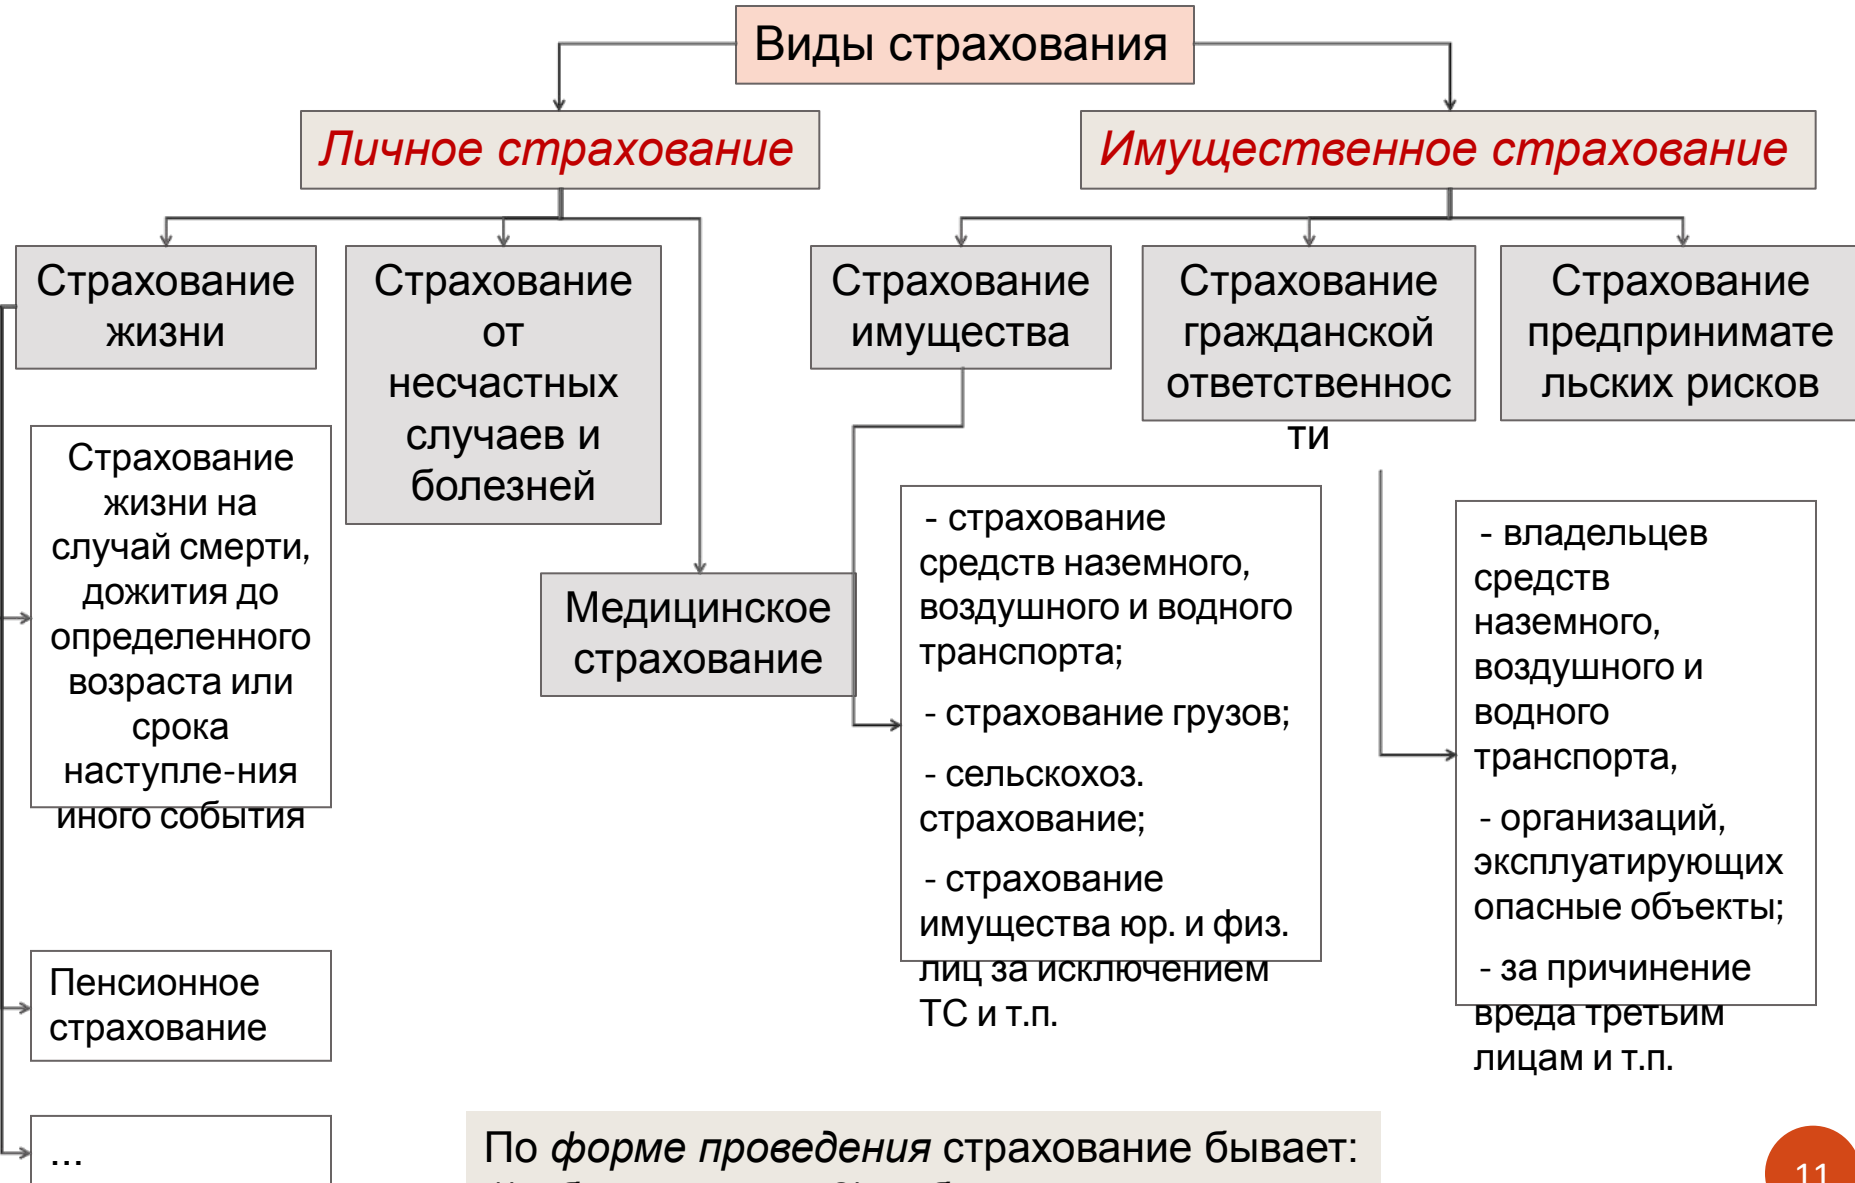 Виды страхования
Личное страхование
Имущественное страхование
Страхование
жизни
Страхование
от
несчастных
случаев и
болезней
Медицинское
страхование
Страхование
имущества
Страхование
гражданской
ответственнос
ти
Страхование
предпринимате
льских рисков
Страхование
жизни на
случай смерти,
дожития до
определенного
возраста или
срока
наступле-ния
иного события
Пенсионное
страхование
...
- страхование
средств наземного,
воздушного и водного
транспорта;
- страхование грузов;
- сельскохоз.
страхование;
- страхование
имущества юр. и физ.
лиц за исключением
ТС и т.п.
- владельцев
средств
наземного,
воздушного и
водного
транспорта,
- организаций,
эксплуатирующих
опасные объекты;
- за причинение
вреда третьим
лицам и т.п.
По форме проведения страхование бывает:
11